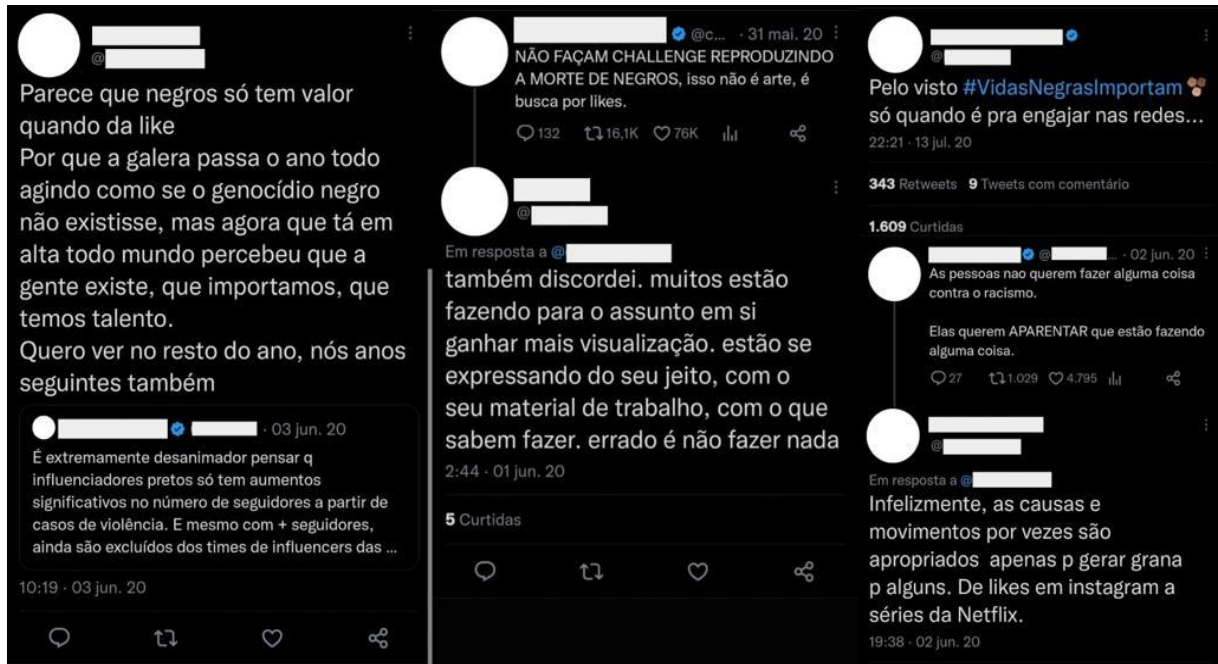 @
Parece que negros só tem valor
quando da like
Por que a galera passa o ano todo
agindo como se o genocídio negro
não existisse, mas agora que tá em
alta todo mundo percebeu que a
gente existe, que importamos, que
temos talento.
Quero ver no resto do ano, nós anos
seguintes também
· 03 jun. 20
É extremamente desanimador pensar q
influenciadores pretos só tem aumentos
significativos no número de seguidores a partir de
casos de violência. E mesmo com + seguidores,
ainda são excluídos dos times de influencers das ...
10:19 · 03 jun. 20
@c... · 31 mai. 20
NÃO FAÇAM CHALLENGE REPRODUZINDO
A MORTE DE NEGROS, isso não é arte, é
busca por likes.
132 16,1K 76K
@
Em resposta a @
também discordei. muitos estão
fazendo para o assunto em si
ganhar mais visualização. estão se
expressando do seu jeito, com o
seu material de trabalho, com o que
sabem fazer. errado é não fazer nada
2:44 · 01 jun. 20
5 Curtidas
@
Pelo visto #VidasNegrasImportam
só quando é pra engajar nas redes...
22:21 · 13 jul. 20
343 Retweets 9 Tweets com comentário
1.609 Curtidas
@ ... · 02 jun. 20
As pessoas nao querem fazer alguma coisa
contra o racismo.
Elas querem APARENTAR que estão fazendo
alguma coisa.
27 1.029 4.795
@
Em resposta a @
Infelizmente, as causas e
movimentos por vezes são
apropriados apenas p gerar grana
p alguns. De likes em instagram a
séries da Netflix.
19:38 · 02 jun. 20